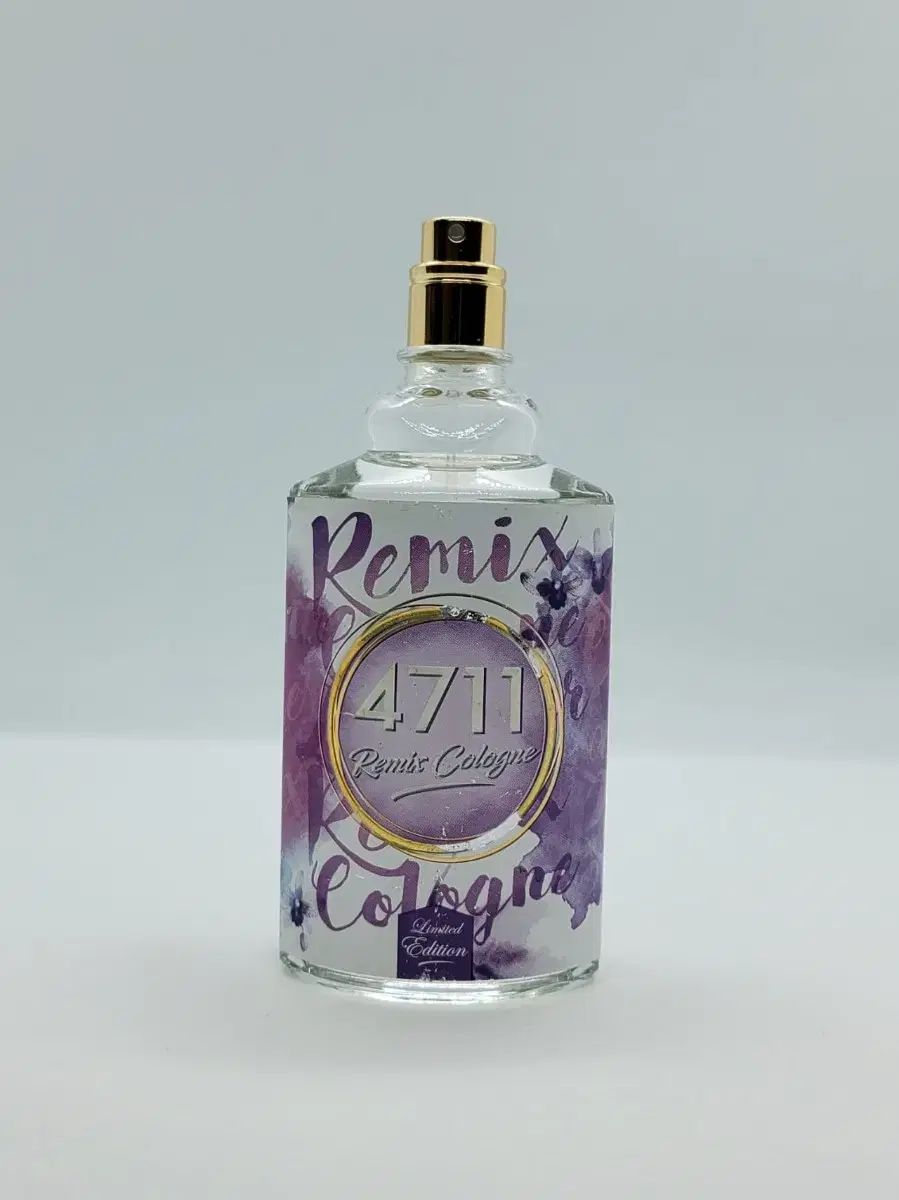 Remix
4711
Remix Cologne
Cologne
Limited
Edition